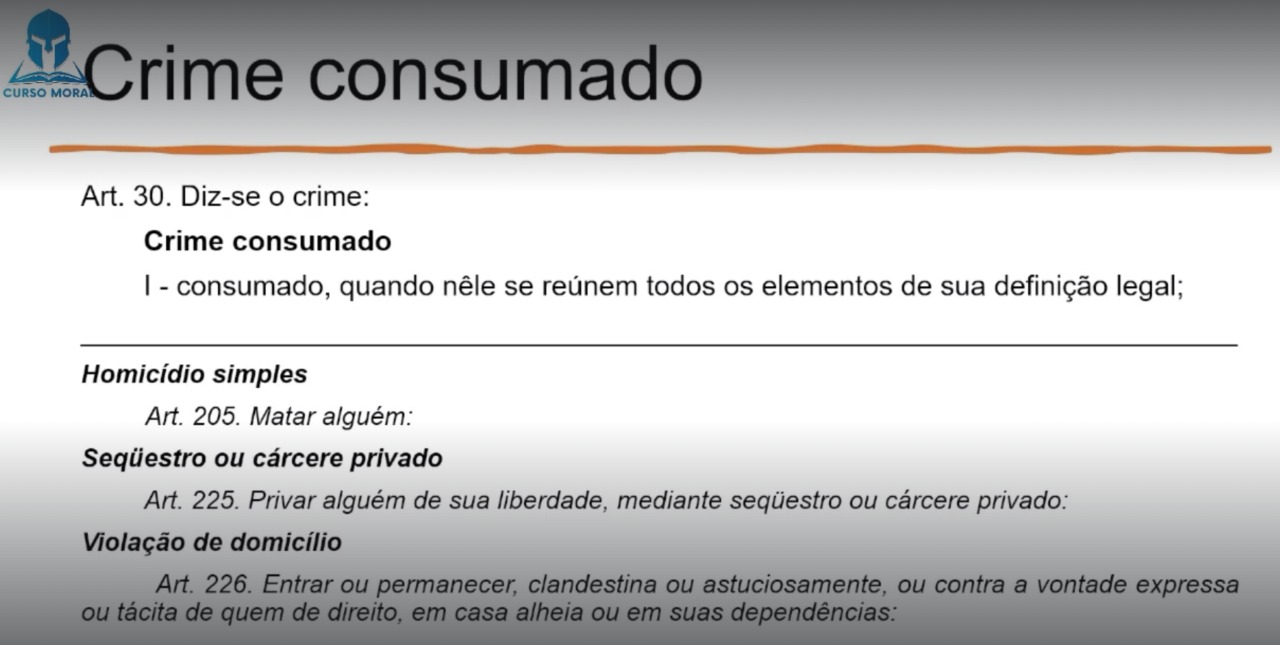 CURSO MORAL
Crime consumado
Art. 30. Diz-se o crime:
Crime consumado
I - consumado, quando nêle se reúnem todos os elementos de sua definição legal;
Homicídio simples
Art. 205. Matar alguém:
Seqüestro ou cárcere privado
Art. 225. Privar alguém de sua liberdade, mediante seqüestro ou cárcere privado:
Violação de domicílio
Art. 226. Entrar ou permanecer, clandestina ou astuciosamente, ou contra a vontade expressa
ou tácita de quem de direito, em casa alheia ou em suas dependências: